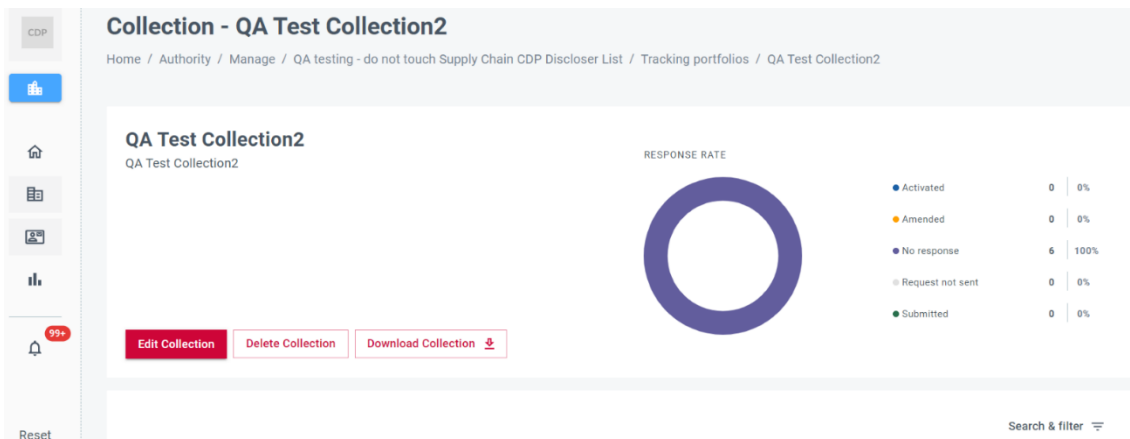 CDP
Collection - QA Test Collection2
Home / Authority / Manage / QA testing - do not touch Supply Chain CDP Discloser List / Tracking portfolios / QA Test Collection2
QA Test Collection2
QA Test Collection2
RESPONSE RATE
Activated 0 0%
Amended 0 0%
No response 6 100%
Request not sent 0 0%
Submitted 0 0%
99+
Edit Collection Delete Collection Download Collection
Search & filter
Reset